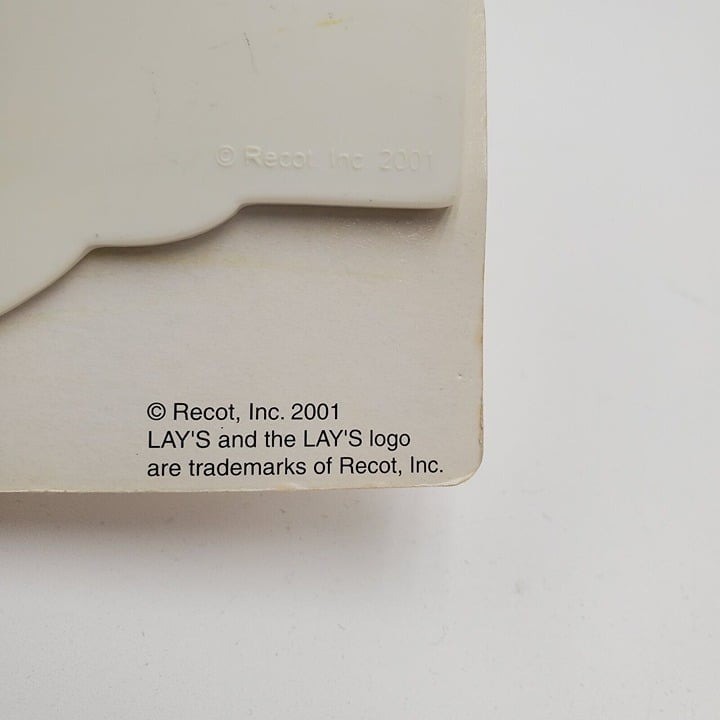 © Recot, Inc. 2001
© Recot, Inc. 2001
LAY'S and the LAY'S logo
are trademarks of Recot, Inc.